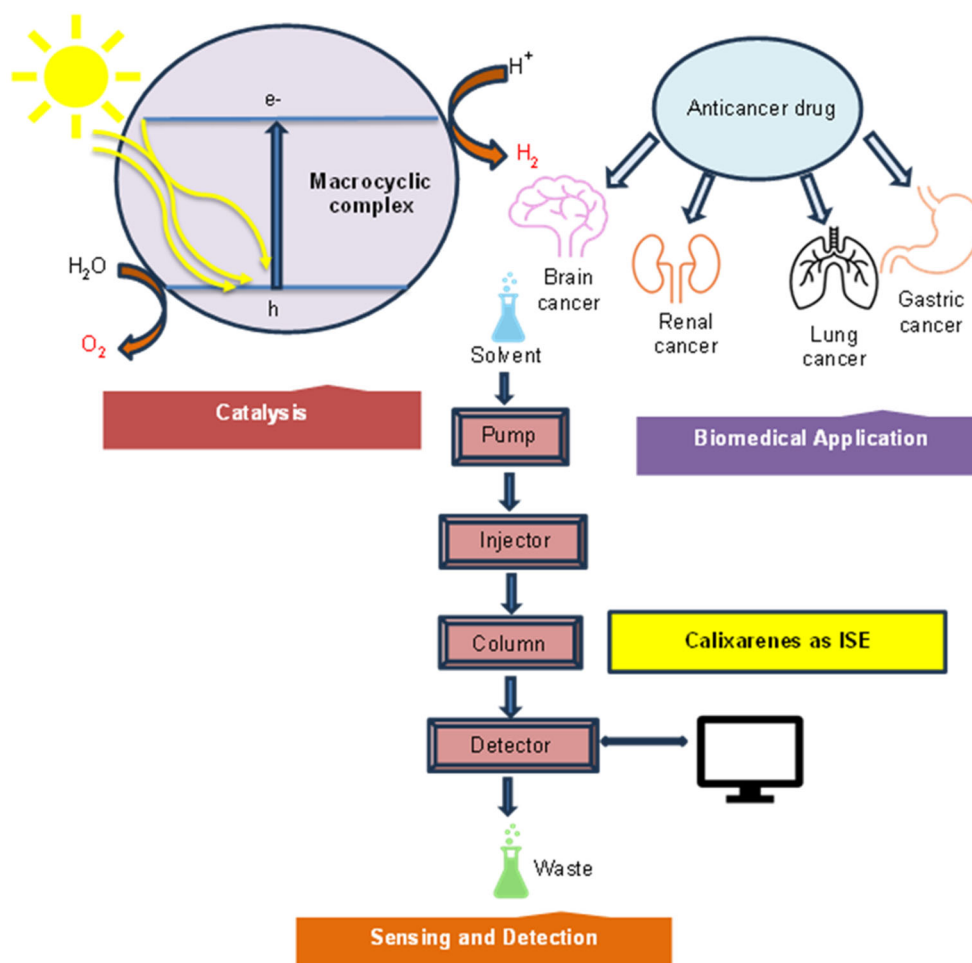 e-
Macrocyclic
complex
h
H⁺
H₂
H₂O
O₂
Catalysis
Anticancer drug
Brain
cancer
Renal
cancer
Lung
cancer
Gastric
cancer
Biomedical Application
Solvent
Pump
Injector
Column
Calixarenes as ISE
Detector
Waste
Sensing and Detection